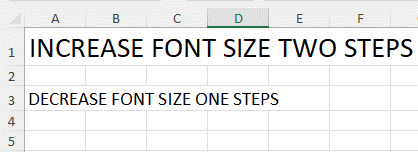 A B C D E F
1 INCREASE FONT SIZE TWO STEPS
2
3 DECREASE FONT SIZE ONE STEPS
4
5